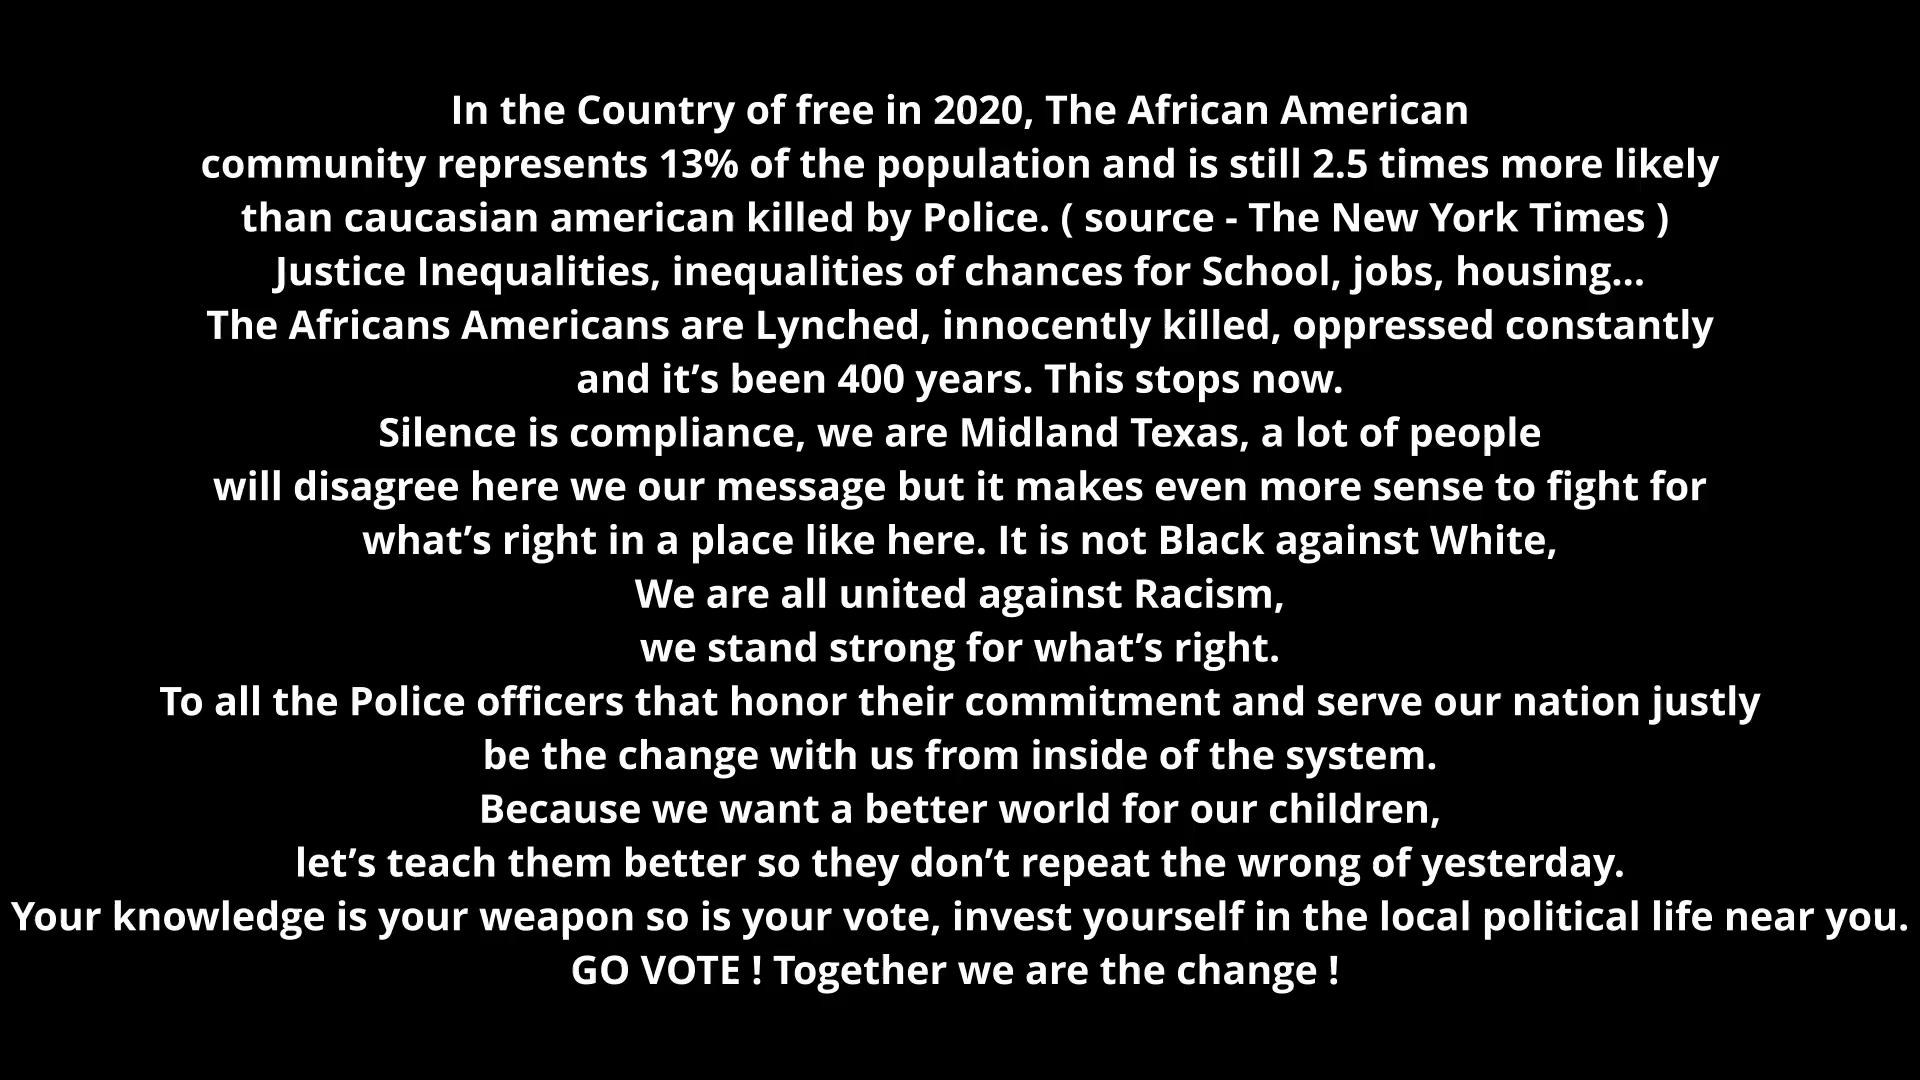 In the Country of free in 2020, The African American
community represents 13% of the population and is still 2.5 times more likely
than caucasian american killed by Police. ( source - The New York Times )
Justice Inequalities, inequalities of chances for School, jobs, housing...
The Africans Americans are Lynched, innocently killed, oppressed constantly
and it’s been 400 years. This stops now.
Silence is compliance, we are Midland Texas, a lot of people
will disagree here we our message but it makes even more sense to fight for
what’s right in a place like here. It is not Black against White,
We are all united against Racism,
we stand strong for what’s right.
To all the Police officers that honor their commitment and serve our nation justly
be the change with us from inside of the system.
Because we want a better world for our children,
let’s teach them better so they don’t repeat the wrong of yesterday.
Your knowledge is your weapon so is your vote, invest yourself in the local political life near you.
GO VOTE ! Together we are the change !